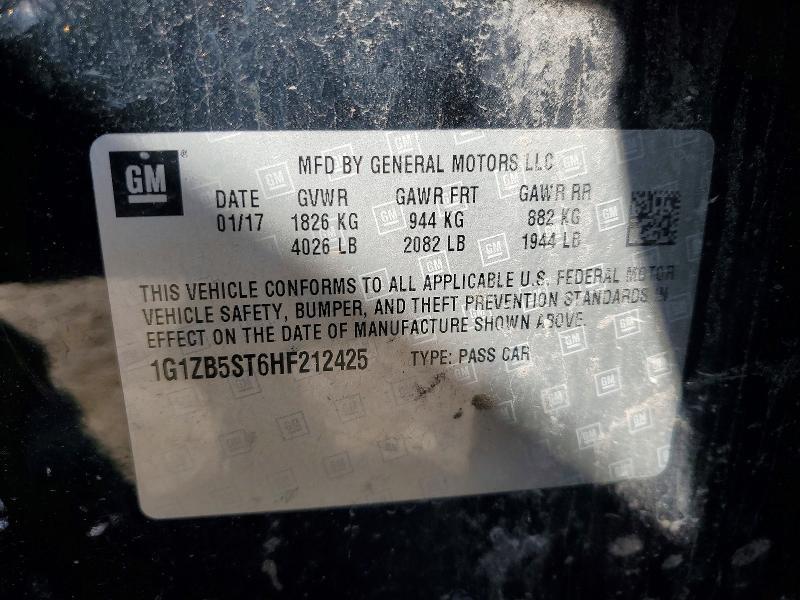 GM ®
MFD BY GENERAL MOTORS LLC
DATE GVWR GAWR FRT GAWR RR
01/17 1826 KG 944 KG 882 KG
4026 LB 2082 LB 1944 LB
THIS VEHICLE CONFORMS TO ALL APPLICABLE U.S. FEDERAL MOTOR
VEHICLE SAFETY, BUMPER, AND THEFT PREVENTION STANDARDS IN
EFFECT ON THE DATE OF MANUFACTURE SHOWN ABOVE.
1G1ZB5ST6HF212425 TYPE: PASS CAR